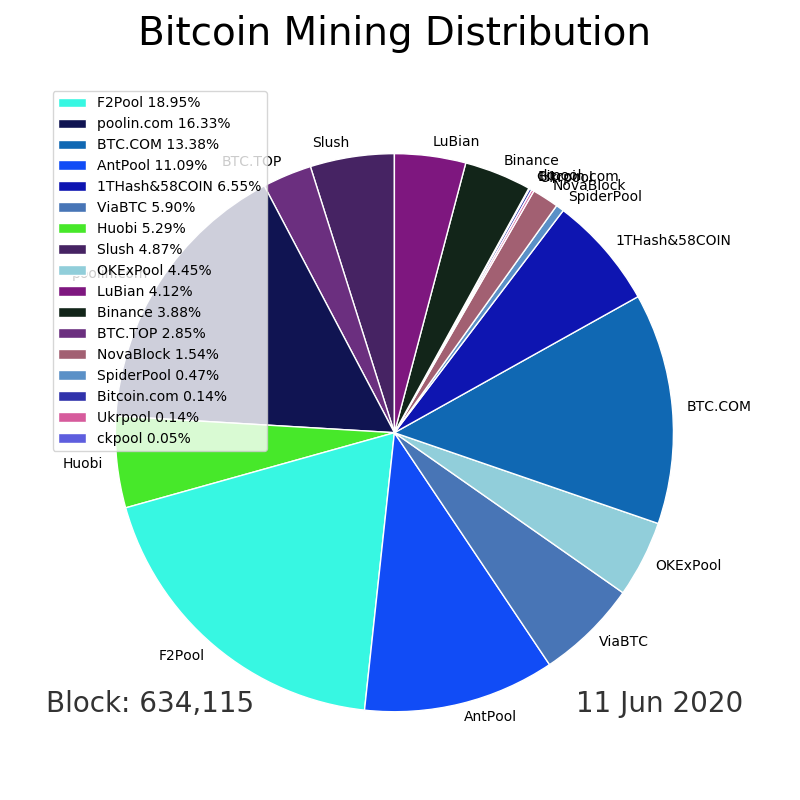 Bitcoin Mining Distribution
F2Pool 18.95%
poolin.com 16.33%
BTC.COM 13.38%
AntPool 11.09%
1THash&58COIN 6.55%
ViaBTC 5.90%
Huobi 5.29%
Slush 4.87%
OKExPool 4.45%
LuBian 4.12%
Binance 3.88%
BTC.TOP 2.85%
NovaBlock 1.54%
SpiderPool 0.47%
Bitcoin.com 0.14%
Ukrpool 0.14%
ckpool 0.05%
BTC.TOP
Slush
LuBian
Binance
NovaBlock
SpiderPool
1THash&58COIN
BTC.COM
OKExPool
ViaBTC
AntPool
F2Pool
Huobi
Block: 634,115
11 Jun 2020